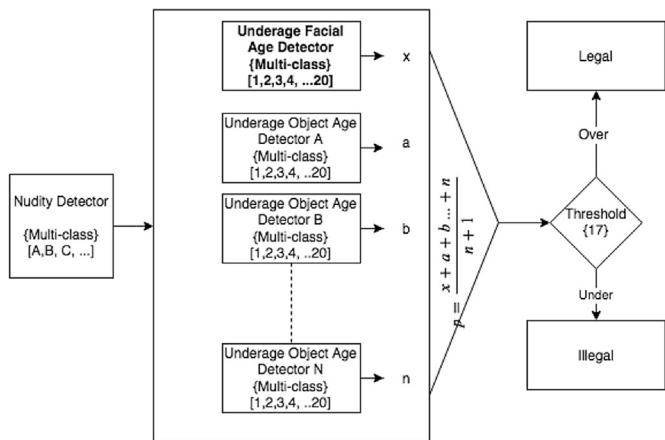 Nudity Detector
{Multi-class}
[A,B, C, ...]
Underage Facial
Age Detector
{Multi-class}
[1,2,3,4, ...20]
x
Underage Object Age
Detector A
{Multi-class}
[1,2,3,4, ..20]
a
Underage Object Age
Detector B
{Multi-class}
[1,2,3,4, ..20]
b
Underage Object Age
Detector N
{Multi-class}
[1,2,3,4, ..20]
n
p = x + a + b ... + n
n + 1
Threshold
{17}
Over
Legal
Under
Illegal